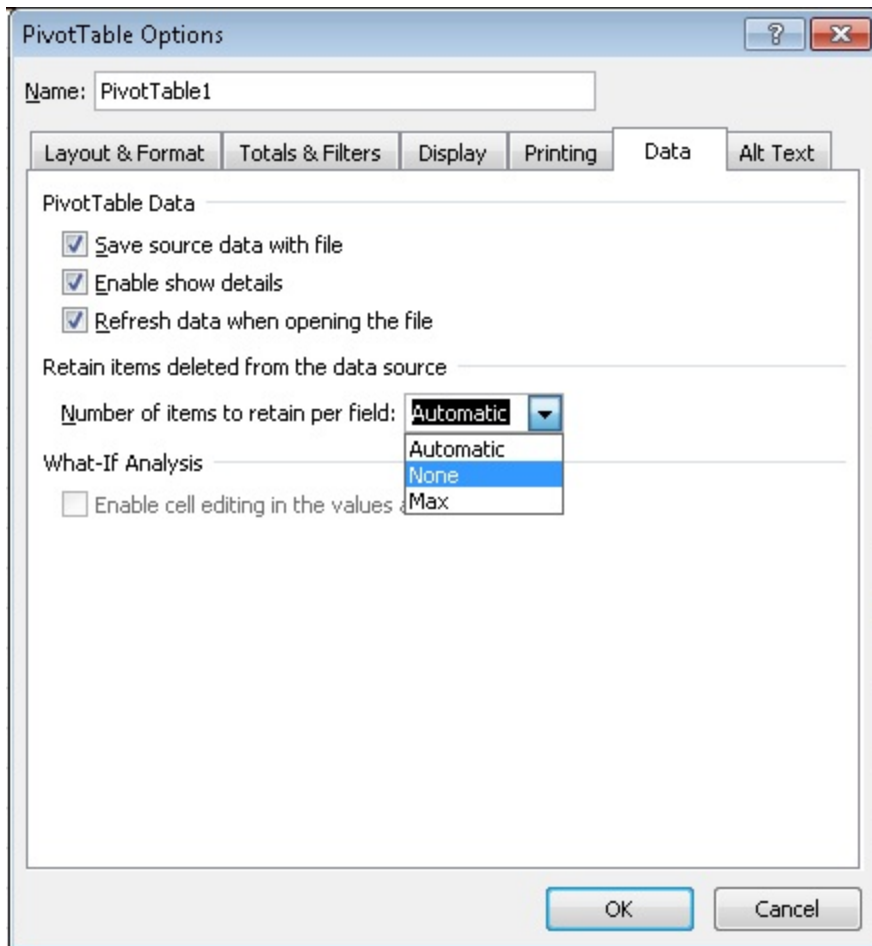 PivotTable Options
Name: PivotTable1
Layout & Format Totals & Filters Display Printing Data Alt Text
PivotTable Data
Save source data with file
Enable show details
Refresh data when opening the file
Retain items deleted from the data source
Number of items to retain per field: Automatic
Automatic
What-If Analysis
None
Enable cell editing in the values
Max
OK Cancel